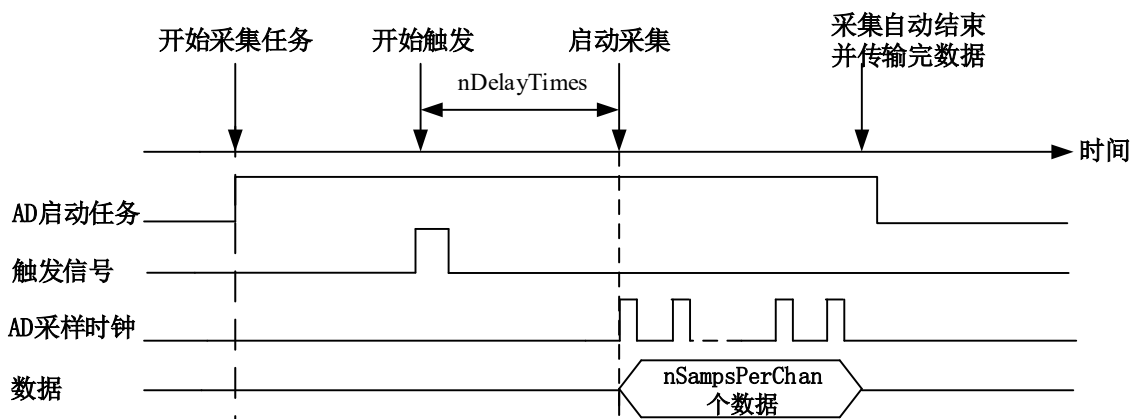 开始采集任务
开始触发
启动采集
采集自动结束
并传输完数据
nDelayTimes
时间
AD启动任务
触发信号
AD采样时钟
数据
nSampsPerChan
个数据